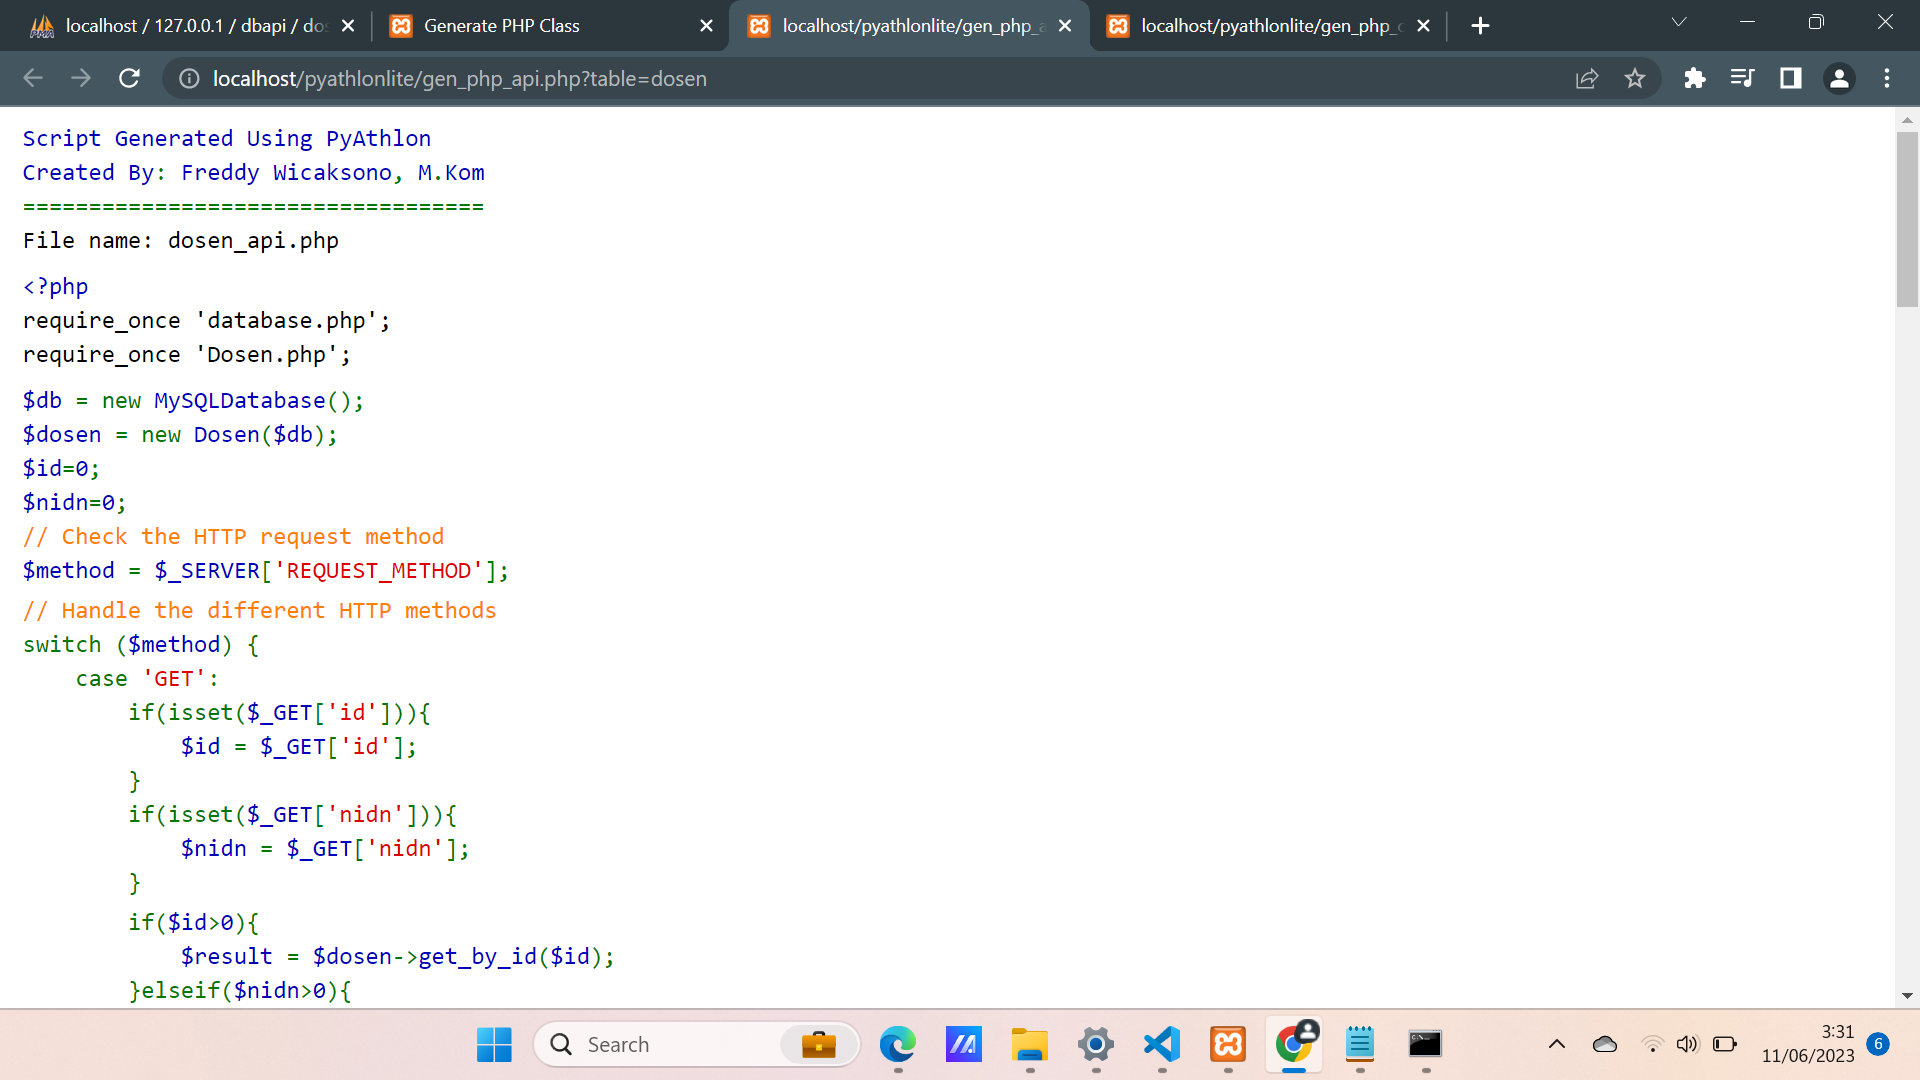 localhost / 127.0.0.1 / dbapi / dos
Generate PHP Class
localhost/pyathlonlite/gen_php_a
localhost/pyathlonlite/gen_php_c
localhost/pyathlonlite/gen_php_api.php?table=dosen
Script Generated Using PyAthlon
Created By: Freddy Wicaksono, M.Kom
===================================
File name: dosen_api.php
<?php
require_once 'database.php';
require_once 'Dosen.php';
$db = new MySQLDatabase();
$dosen = new Dosen($db);
$id=0;
$nidn=0;
// Check the HTTP request method
$method = $_SERVER['REQUEST_METHOD'];
// Handle the different HTTP methods
switch ($method) {
    case 'GET':
        if(isset($_GET['id'])){
            $id = $_GET['id'];
        }
        if(isset($_GET['nidn'])){
            $nidn = $_GET['nidn'];
        }
        if($id>0){
            $result = $dosen->get_by_id($id);
        }elseif($nidn>0){
Search
3:31
11/06/2023
6